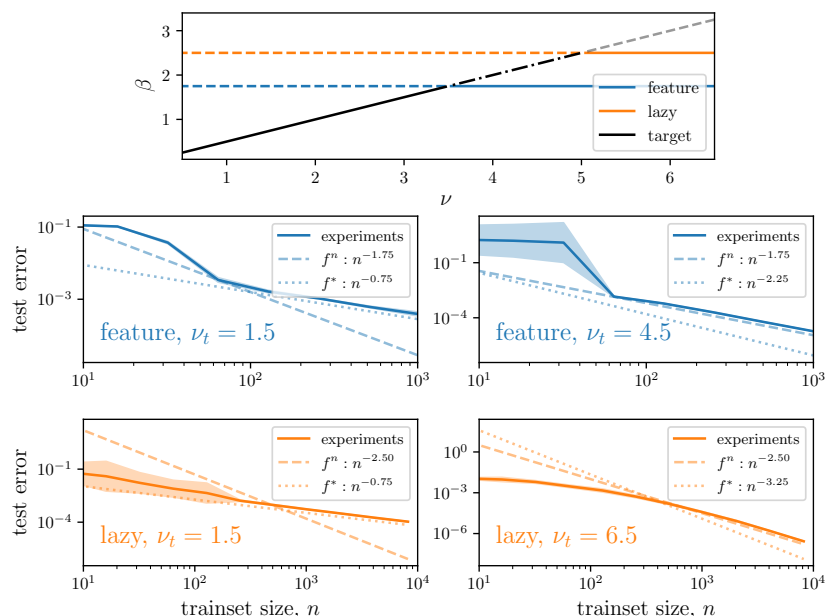 3
2
1
β
feature
lazy
target
1 2 3 4 5 6
ν
10^{-1}
10^{-3}
test error
experiments
f^n : n^{-1.75}
f^* : n^{-0.75}
feature, ν_t = 1.5
10^1 10^2 10^3
10^{-1}
10^{-4}
experiments
f^n : n^{-1.75}
f^* : n^{-2.25}
feature, ν_t = 4.5
10^1 10^2 10^3
10^{-1}
10^{-4}
test error
experiments
f^n : n^{-2.50}
f^* : n^{-0.75}
lazy, ν_t = 1.5
10^1 10^2 10^3 10^4
trainset size, n
10^0
10^{-3}
10^{-6}
experiments
f^n : n^{-2.50}
f^* : n^{-3.25}
lazy, ν_t = 6.5
10^1 10^2 10^3 10^4
trainset size, n